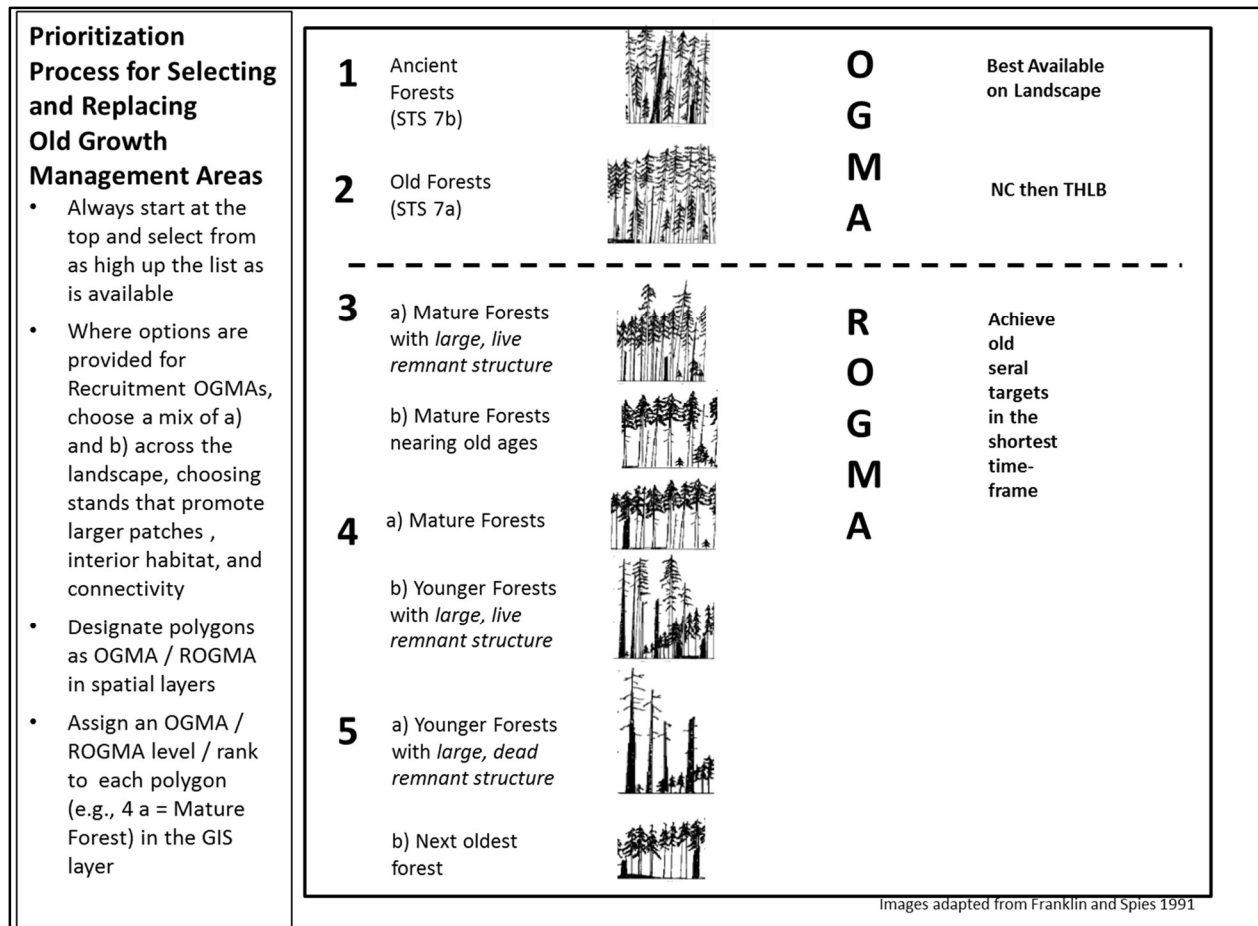 Prioritization
Process for Selecting
and Replacing
Old Growth
Management Areas
• Always start at the
top and select from
as high up the list as
is available
• Where options are
provided for
Recruitment OGMAs,
choose a mix of a)
and b) across the
landscape, choosing
stands that promote
larger patches ,
interior habitat, and
connectivity
• Designate polygons
as OGMA / ROGMA
in spatial layers
• Assign an OGMA /
ROGMA level / rank
to each polygon
(e.g., 4 a = Mature
Forest) in the GIS
layer
1
Ancient
Forests
(STS 7b)
2
Old Forests
(STS 7a)
O
G
M
A
Best Available
on Landscape
NC then THLB
3
a) Mature Forests
with large, live
remnant structure
b) Mature Forests
nearing old ages
4
a) Mature Forests
b) Younger Forests
with large, live
remnant structure
5
a) Younger Forests
with large, dead
remnant structure
b) Next oldest
forest
R
O
G
M
A
Achieve
old
seral
targets
in the
shortest
time-
frame
Images adapted from Franklin and Spies 1991